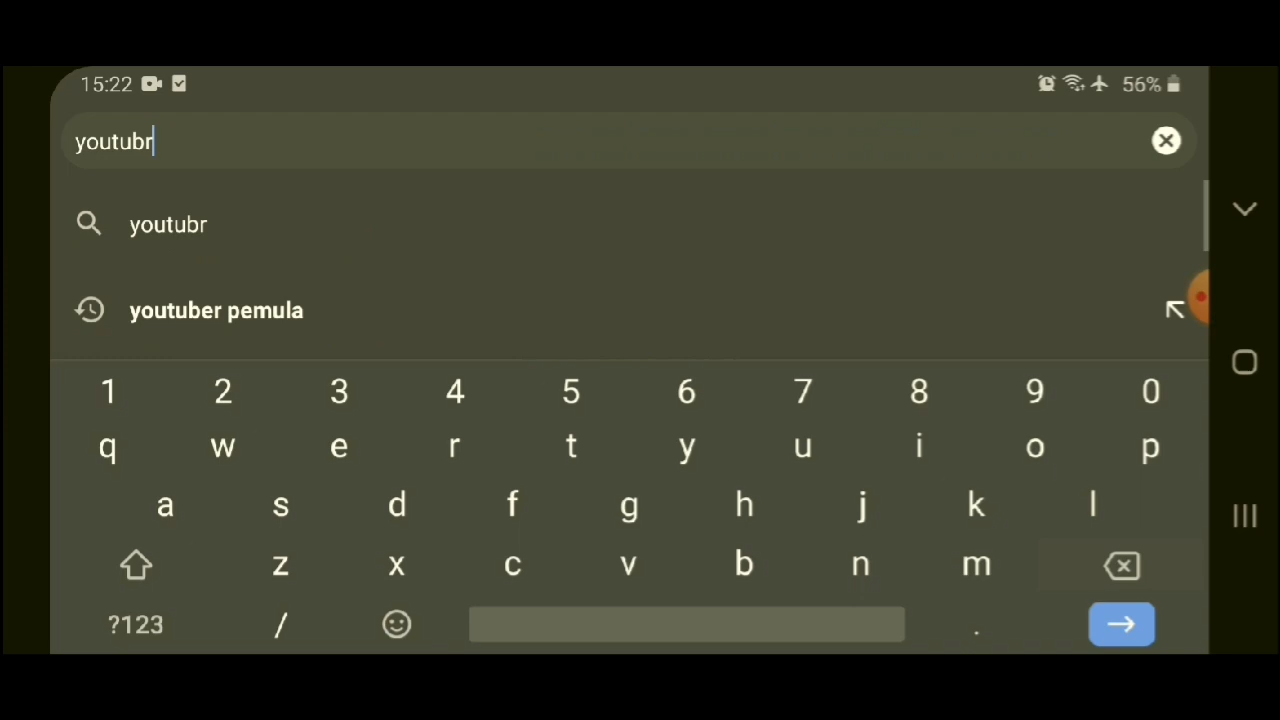 15:22 56%
youtubr
youtubr
youtuber pemula
1 2 3 4 5 6 7 8 9 0
q w e r t y u i o p
a s d f g h j k l
z x c v b n m
?123 / .